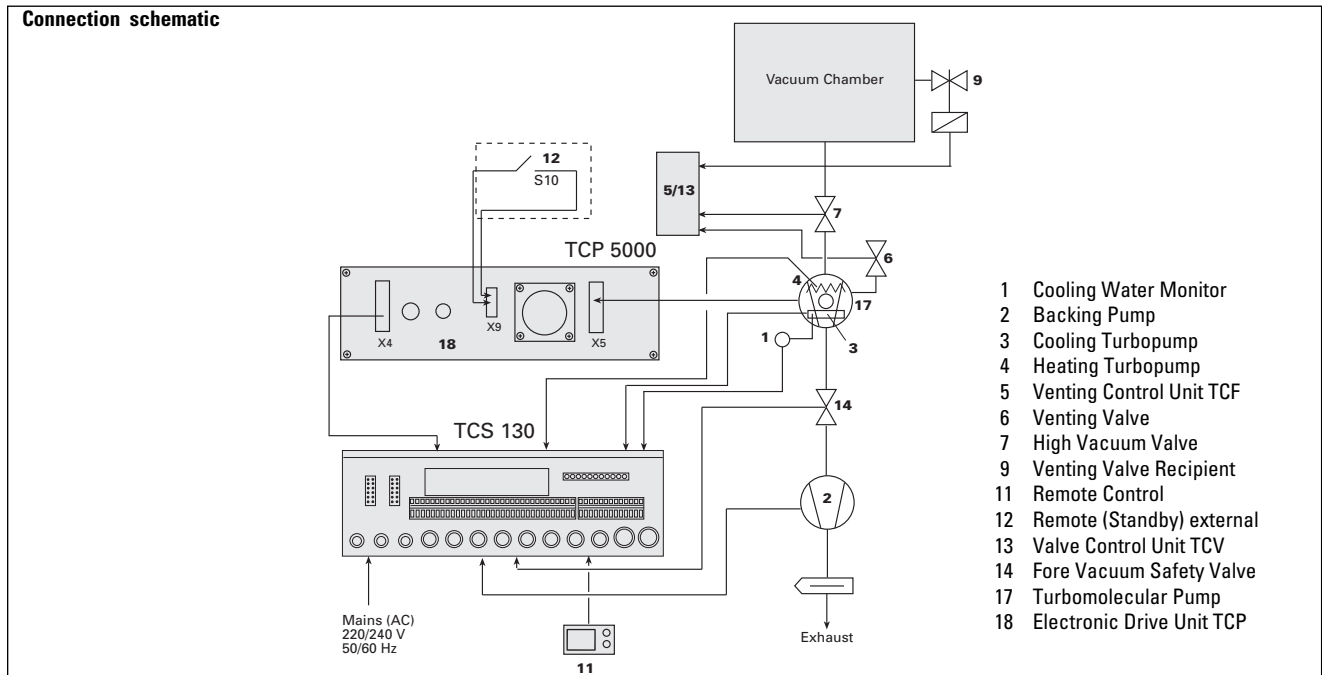 Connection schematic
Vacuum Chamber
9
12
S10
5/13
7
TCP 5000
6
4
17
X4
18
X9
X5
1
3
14
TCS 130
2
Mains (AC)
220/240 V
50/60 Hz
11
Exhaust
1 Cooling Water Monitor
2 Backing Pump
3 Cooling Turbopump
4 Heating Turbopump
5 Venting Control Unit TCF
6 Venting Valve
7 High Vacuum Valve
9 Venting Valve Recipient
11 Remote Control
12 Remote (Standby) external
13 Valve Control Unit TCV
14 Fore Vacuum Safety Valve
17 Turbomolecular Pump
18 Electronic Drive Unit TCP